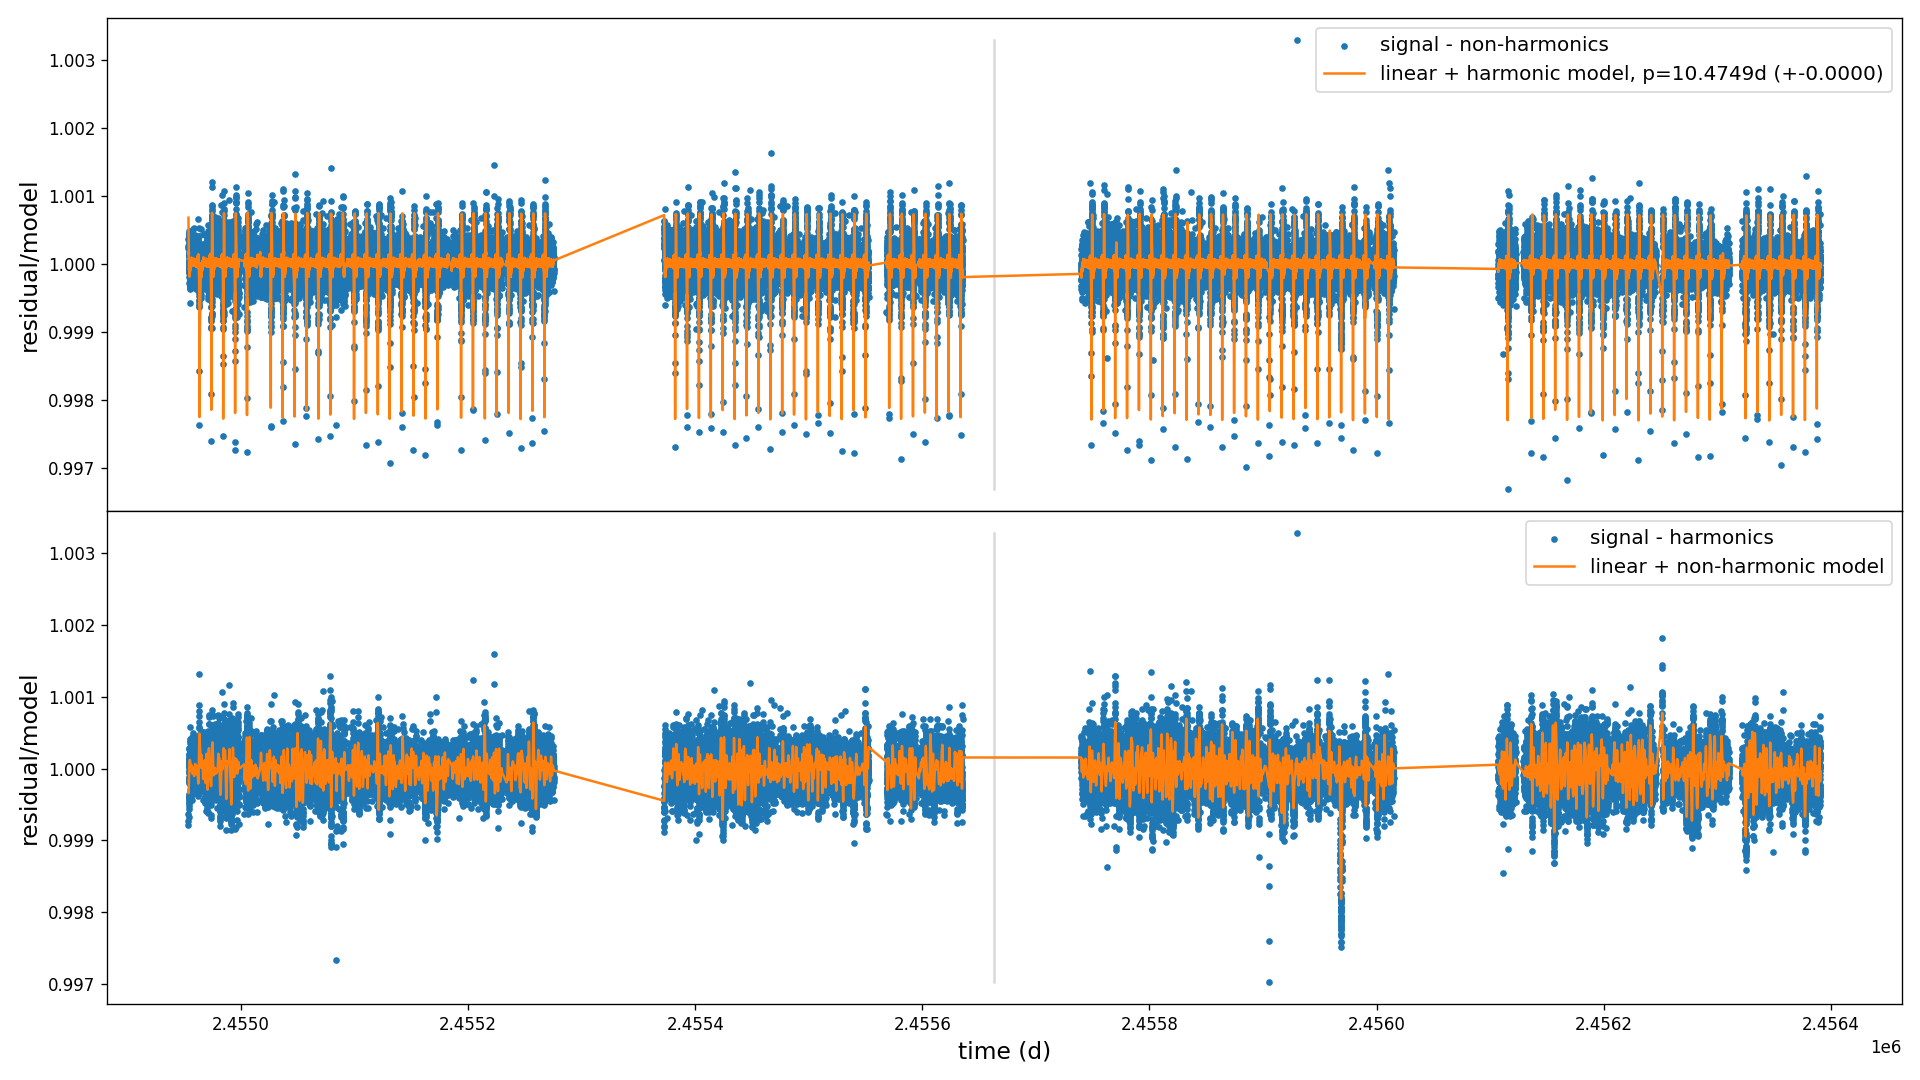 signal - non-harmonics
linear + harmonic model, p=10.4749d (+-0.0000)
residual/model
1.003
1.002
1.001
1.000
0.999
0.998
0.997
signal - harmonics
linear + non-harmonic model
residual/model
1.003
1.002
1.001
1.000
0.999
0.998
0.997
2.4550 2.4552 2.4554 2.4556 2.4558 2.4560 2.4562 2.4564
time (d)
1e6